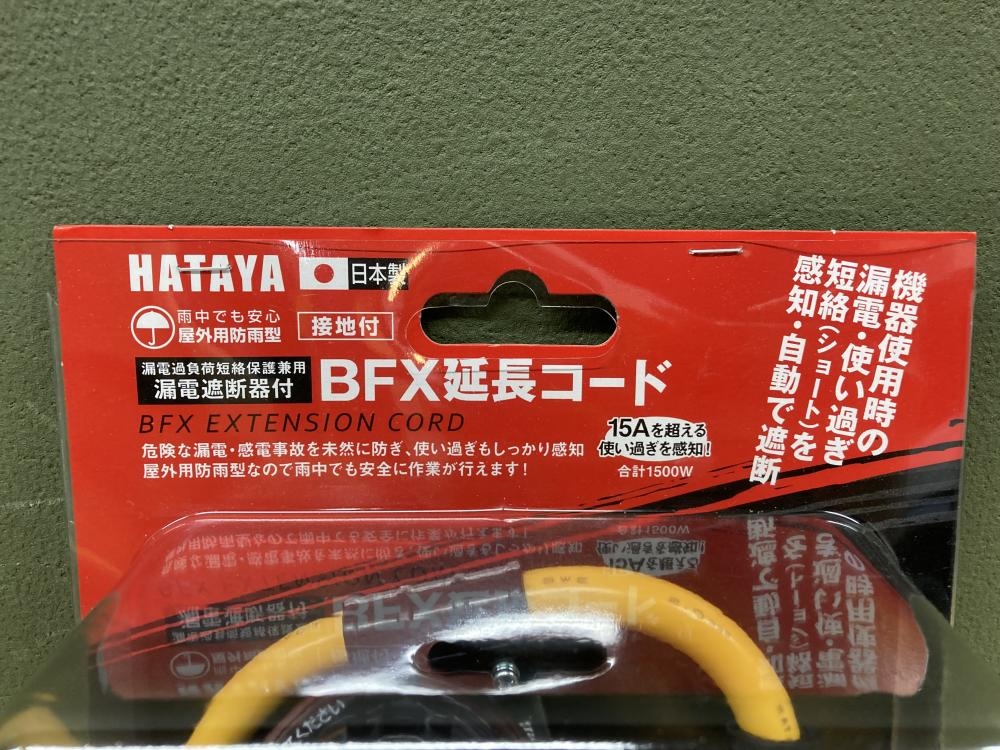 HATAYA
日本製
雨中でも安心
屋外用防雨型
接地付
漏電過負荷短絡保護兼用
漏電遮断器付
BFX延長コード
BFX EXTENSION CORD
危険な漏電・感電事故を未然に防ぎ、使い過ぎもしっかり感知
屋外用防雨型なので雨中でも安全に作業が行えます!
15Aを超える
使い過ぎを感知!
合計1500W
機器使用時の
漏電・使い過ぎ
短絡(ショート)を
感知・自動で遮断
ください